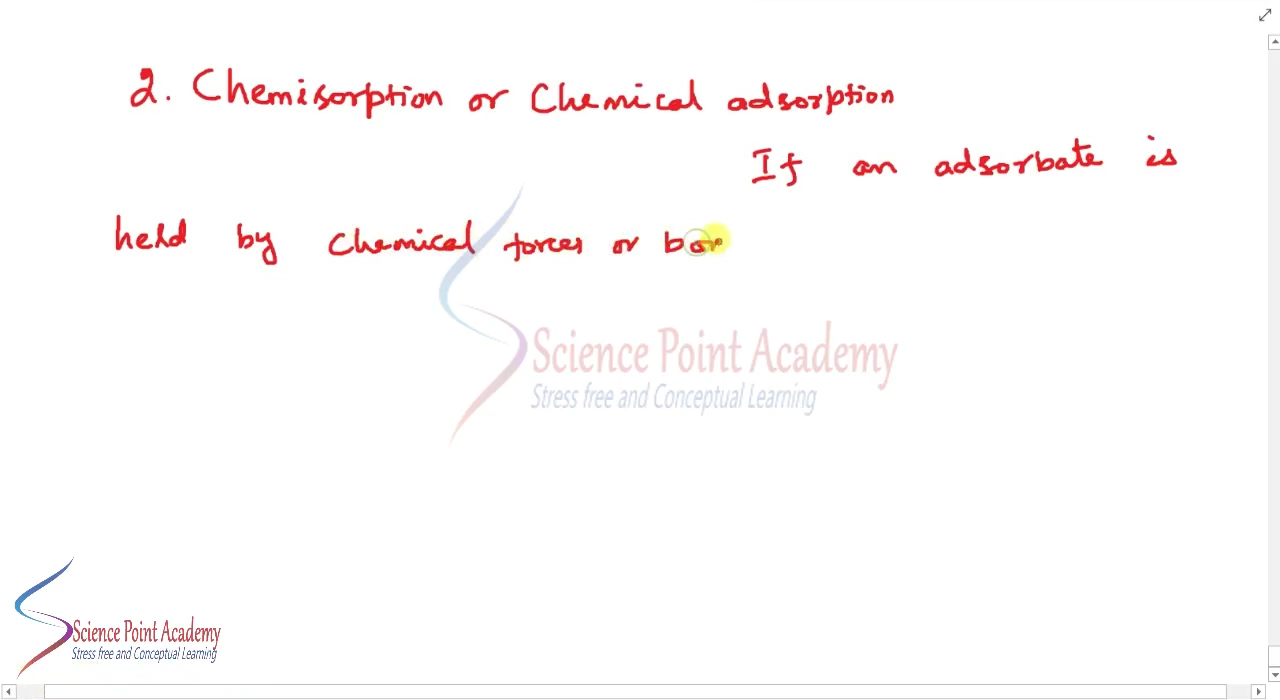 2. Chemisorption or Chemical adsorption
If an adsorbate is
held by Chemical forces or bon
Science Point Academy
Stress free and Conceptual Learning
Science Point Academy
Stress free and Conceptual Learning